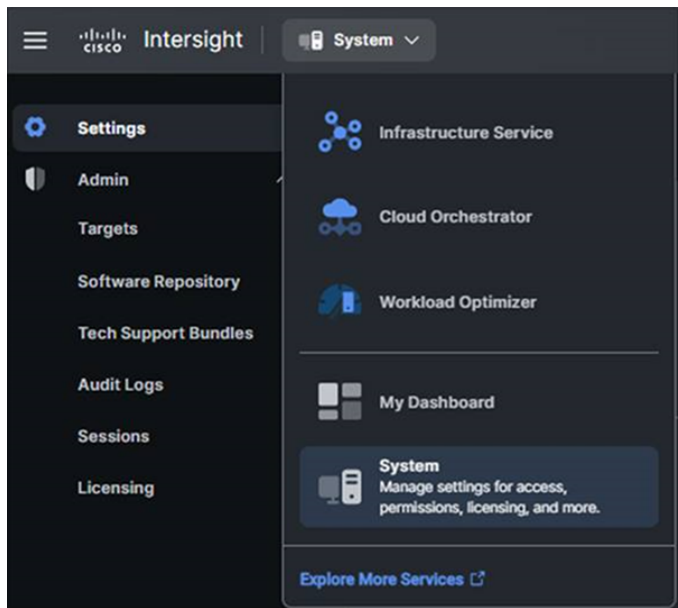 CISCO Intersight System
Settings
Admin
Targets
Software Repository
Tech Support Bundles
Audit Logs
Sessions
Licensing
Infrastructure Service
Cloud Orchestrator
Workload Optimizer
My Dashboard
System
Manage settings for access,
permissions, licensing, and more.
Explore More Services